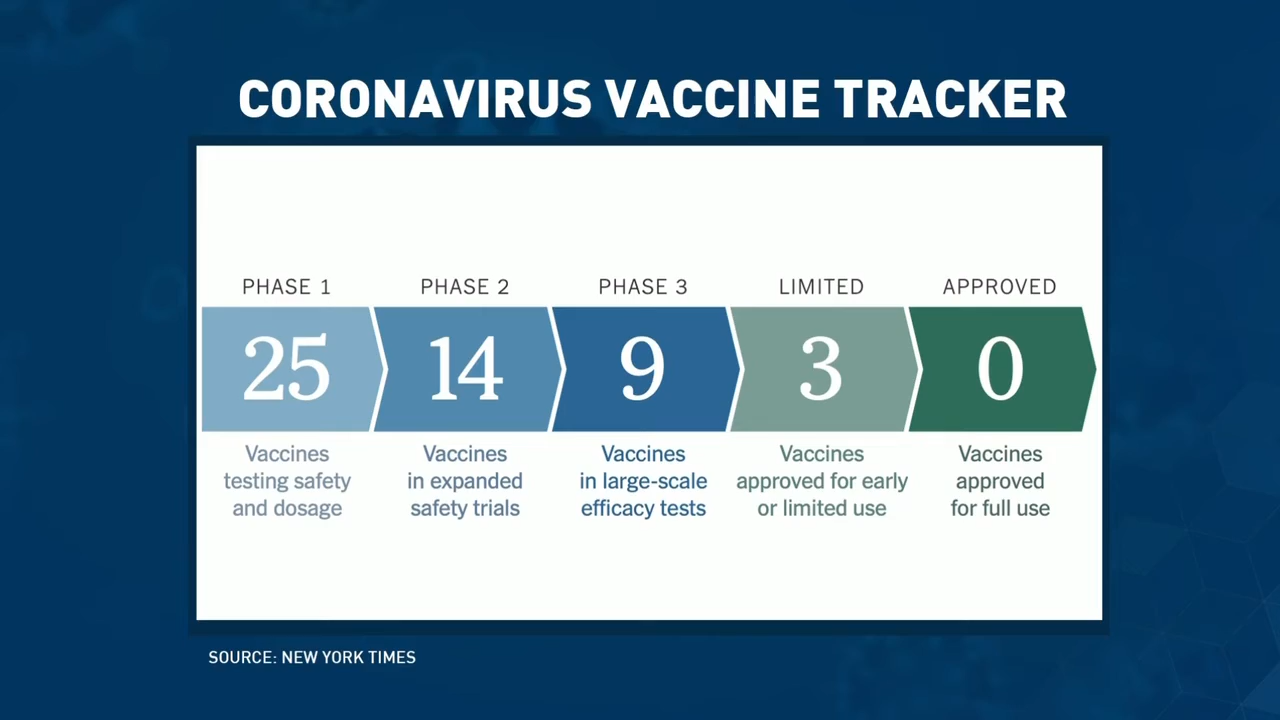 CORONAVIRUS VACCINE TRACKER
PHASE 1
25
Vaccines
testing safety
and dosage
PHASE 2
14
Vaccines
in expanded
safety trials
PHASE 3
9
Vaccines
in large-scale
efficacy tests
LIMITED
3
Vaccines
approved for early
or limited use
APPROVED
0
Vaccines
approved
for full use
SOURCE: NEW YORK TIMES